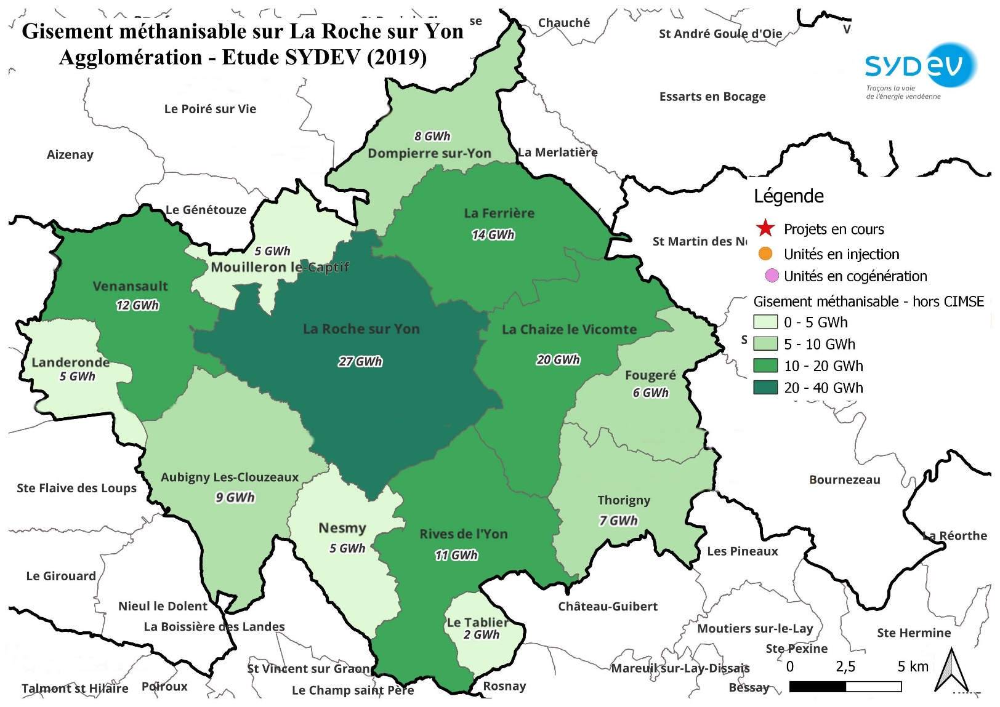 Gisement méthanisable sur La Roche sur Yon
Agglomération - Etude SYDEV (2019)
se
Chauché
St André Goule d'Oie
V
SYDEV
Traçons la voie
de l'énergie vendéenne
Le Poiré sur Vie
Essarts en Bocage
8 GWh
Dompierre sur-Yon
La Merlatière
Aizenay
Le Génétouze
La Ferrière
14 GWh
5 GWh
Mouilleron le-Captif
St Martin des
Légende
Projets en cours
Unités en injection
Unités en cogénération
Gisement méthanisable - hors CIMSE
0 - 5 GWh
5 - 10 GWh
10 - 20 GWh
20 - 40 GWh
Venansault
12 GWh
La Roche sur Yon
27 GWh
La Chaize le Vicomte
20 GWh
S
Landeronde
5 GWh
Fougeré
6 GWh
Aubigny Les-Clouzeaux
9 GWh
Ste Flaive des Loups
Bournezeau
Thorigny
7 GWh
Nesmy
5 GWh
Rives de l'Yon
11 GWh
La Réorthe
Les Pineaux
Le Girouard
Nieul le Dolent
Château-Guibert
La Boissière des Landes
Le Tablier
2 GWh
Moutiers sur-le-Lay
Ste Hermine
Ste Pexine
St Vincent sur Graon
Mareuil sur-Lay-Dissais
0 2,5 5 km
Talmont st Hilaire
Poiroux
Le Champ saint Père
Rosnay
Bessay